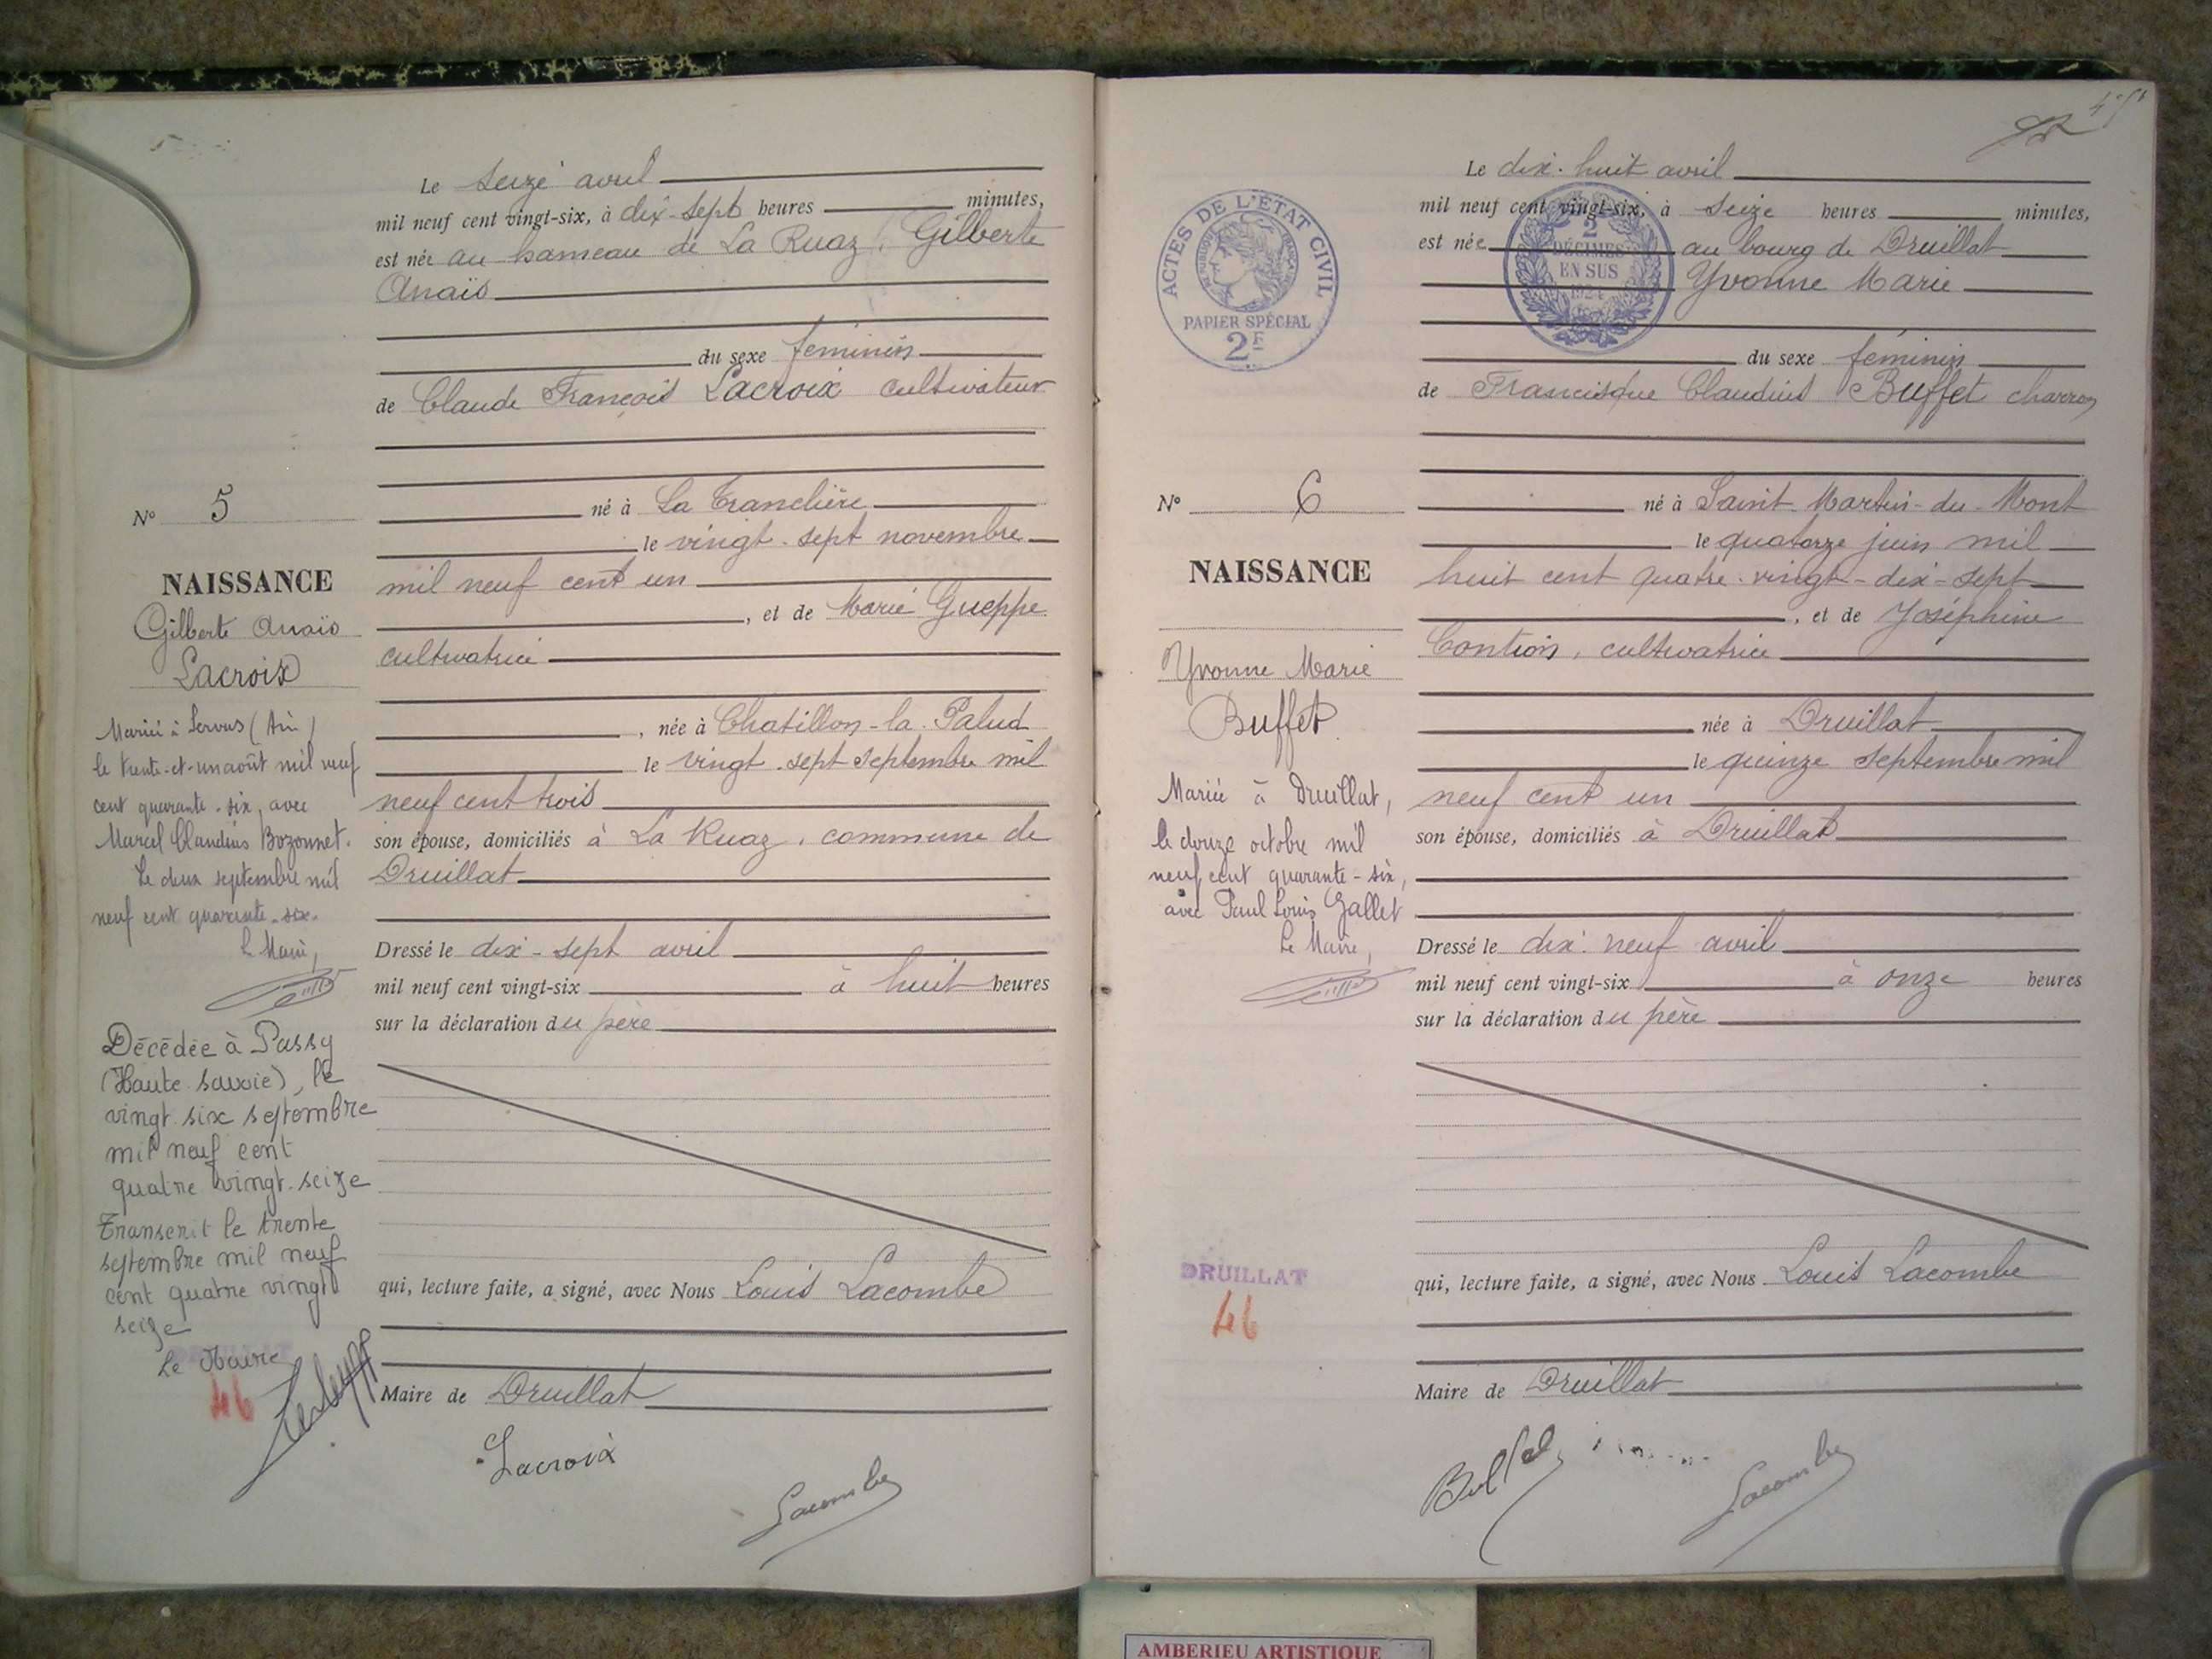 Le seize avril
mil neuf cent vingt-six, à dix-sept heures minutes,
est née au hameau de La Ruaz, Gilberte
Anaïs
du sexe féminin
de Claude François Lacroix cultivateur
né à La Tranclière
le vingt-sept novembre
mil neuf cent un
, et de Marie Gueppe
cultivatrice
, née à Chatillon-la-Palud
le vingt-sept septembre mil
neuf cent trois
son épouse, domiciliés à La Ruaz, commune de
Druillat
Dressé le dix-sept avril
mil neuf cent vingt-six à huit heures
sur la déclaration du père
qui, lecture faite, a signé, avec Nous Louis Lacombe
Maire de Druillat
Lacroix
Lacombe
N° 5
NAISSANCE
Gilberte Anaïs
Lacroix
Mariée à Servas (Ain)
le trente-et-un août mil neuf
cent quarante-six, avec
Marcel Claudius Bozonnet.
Le deux septembre mil
neuf cent quarante-six.
Le Maire,
Décédée à Passy
(Haute Savoie), le
vingt six septembre
mil neuf cent
quatre vingt-seize
Transcrit le trente
septembre mil neuf
cent quatre vingt
seize
Le Maire
46
Le dix-huit avril
mil neuf cent vingt-six, à seize heures minutes,
est née au bourg de Druillat
Yvonne Marie
du sexe féminin
de Francisque Claudius Buffet charron
né à Saint-Martin-du-Mont
le quatorze juin mil
huit cent quatre-vingt-dix-sept
, et de Joséphine
Contion, cultivatrice
née à Druillat
le quinze septembre mil
neuf cent un
son épouse, domiciliés à Druillat
Dressé le dix-neuf avril
mil neuf cent vingt-six à onze heures
sur la déclaration du père
qui, lecture faite, a signé, avec Nous Louis Lacombe
Maire de Druillat
Buffet
Lacombe
ACTES DE L'ÉTAT CIVIL
RÉPUBLIQUE FRANÇAISE
PAPIER SPÉCIAL
2F
2
DÉCIMES
EN SUS
1924
N° 6
NAISSANCE
Yvonne Marie
Buffet
Mariée à Druillat,
le douze octobre mil
neuf cent quarante-six,
avec Paul Louis Gallet
Le Maire,
DRUILLAT
46
AMBERIEU ARTISTIQUE